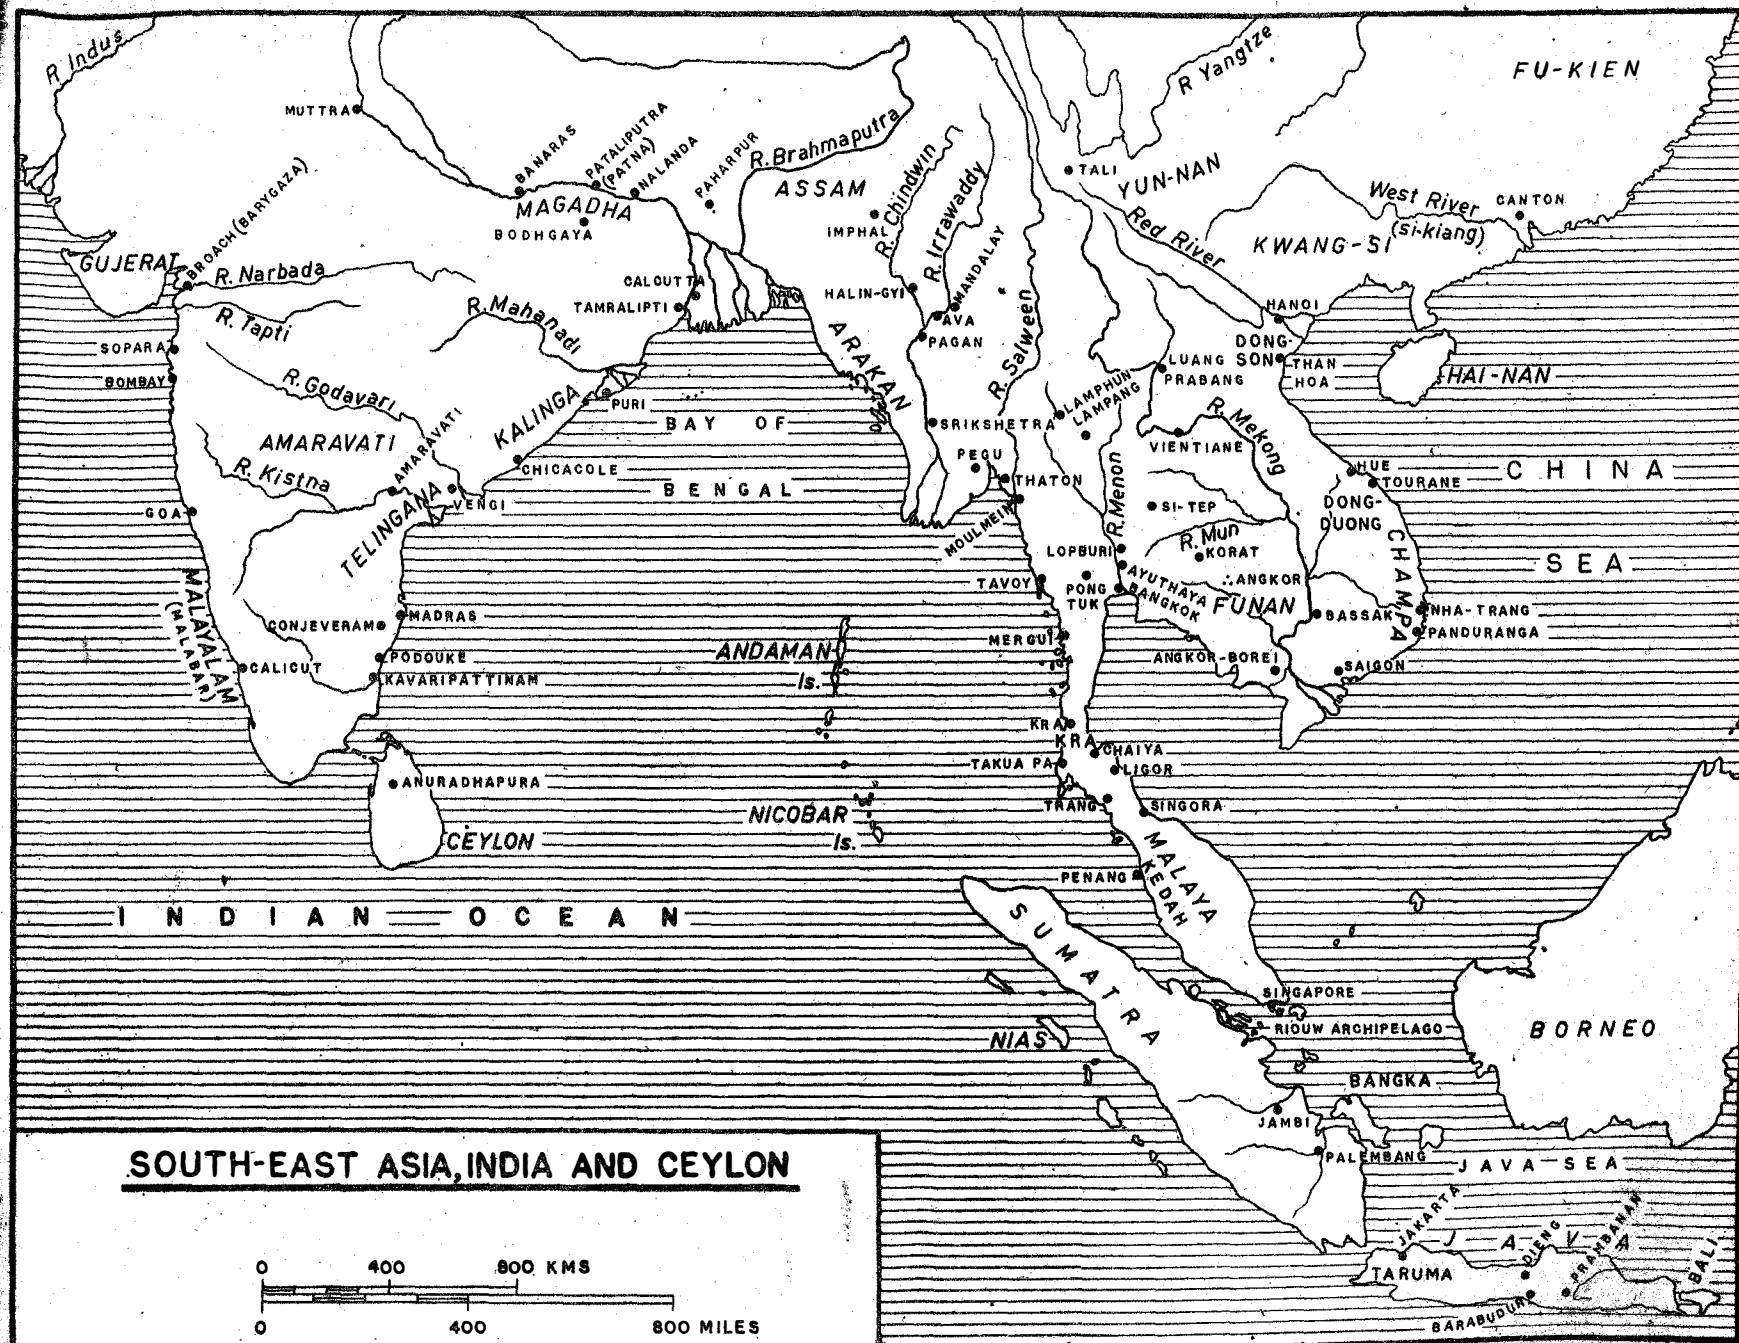 R Indus
R Yangtze
FU-KIEN
MUTTRA
BANARAS
PATALIPUTRA
(PATNA)
NALANDA
PAHARPUR
R. Brahmaputra
ASSAM
R. Chindwin
R. Irrawaddy
TALI
YUN-NAN
West River
(si-kiang)
CANTON
MAGADHA
BODHGAYA
IMPHAL
Red River
KWANG-SI
GUJERAT
BROACH (BARYGAZA)
R. Narbada
CALCUTTA
TAMRALIPTI
HALIN-GYI
MANDALAY
AVA
PAGAN
R. Salween
HANOI
R. Tapti
R. Mahanadi
ARAKAN
DONG-
SON
THAN
HOA
LUANG
PRABANG
HAI-NAN
SOPARA
BOMBAY
R. Godavari
KALINGA
PURI
LAMPHUN
LAMPANG
R. Mekong
BAY OF
BENGAL
SRIKSHETRA
VIENTIANE
AMARAVATI
AMARAVATI
R. Kistna
CHICACOLE
PEGU
THATON
HUE
TOURANE
CHINA
SEA
GOA
TELINGANA
VENGI
MOULMEIN
R. Menon
SI-TEP
DONG-
DUONG
R. Mun
KORAT
LOPBURI
CHAMPA
TAVOY
PONG
TUK
AYUTHAYA
BANGKOK
ANGKOR
FUNAN
BASSAK
NHA-TRANG
PANDURANGA
MALAYALAM
(MALABAR)
CONJEVERAM
MADRAS
MERGUI
ANDAMAN
Is.
PODOUKE
KAVARIPATTINAM
CALICUT
ANGKOR-BOREI
SAIGON
KRA
KRA
CHAIYA
TAKUA PA
LIGOR
ANURADHAPURA
TRANG
SINGORA
NICOBAR
Is.
CEYLON
MALAYA
KEDAH
PENANG
INDIAN OCEAN
SUMATRA
SINGAPORE
RIOUW ARCHIPELAGO
BORNEO
NIAS
BANGKA
JAMBI
PALEMBANG
JAVA SEA
JAKARTA
JAVA
DIENG
PRAMBANAN
BALI
TARUMA
BARABUDUR
SOUTH-EAST ASIA, INDIA AND CEYLON
0 400 800 KMS
0 400 800 MILES